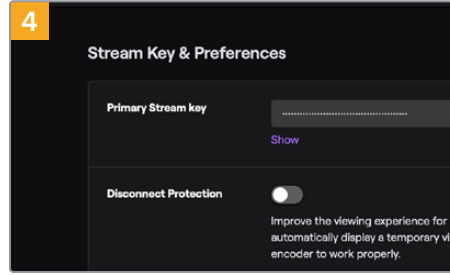 4
Stream Key & Preferences
Primary Stream key
Show
Disconnect Protection
Improve the viewing experience for
automatically display a temporary vi
encoder to work properly.